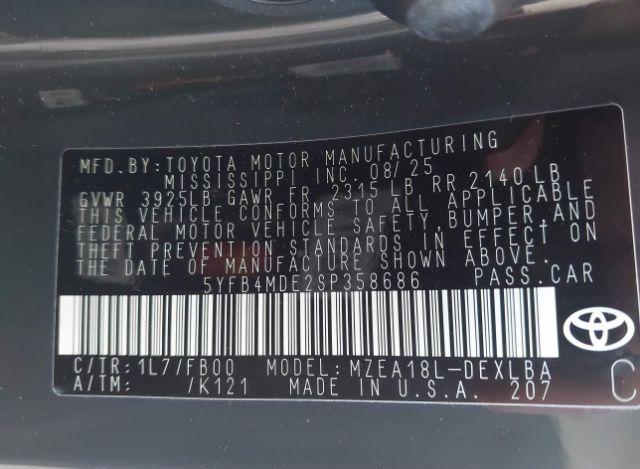 MFD.BY:TOYOTA MOTOR MANUFACTURING
MISSISSIPPI INC.08/25
GVWR 3925LB GAWR FR 2315 LB RR 2140 LB
THIS VEHICLE CONFORMS TO ALL APPLICABLE
FEDERAL MOTOR VEHICLE SAFETY,BUMPER,AND
THEFT PREVENTION STANDARDS IN EFFECT ON
THE DATE OF MANUFACTURE SHOWN ABOVE.
5YFB4MDE2SP358686 PASS.CAR
C/TR:1L7/FB00 MODEL:MZEA18L-DEXLBA
A/TM: /K121 MADE IN U.S.A. 207
C